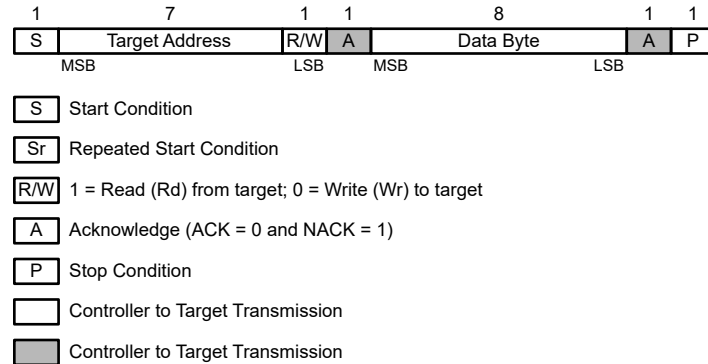 1 7 1 1 8 1 1
S Target Address R/W A Data Byte A P
MSB LSB MSB LSB
S Start Condition
Sr Repeated Start Condition
R/W 1 = Read (Rd) from target; 0 = Write (Wr) to target
A Acknowledge (ACK = 0 and NACK = 1)
P Stop Condition
Controller to Target Transmission
Controller to Target Transmission